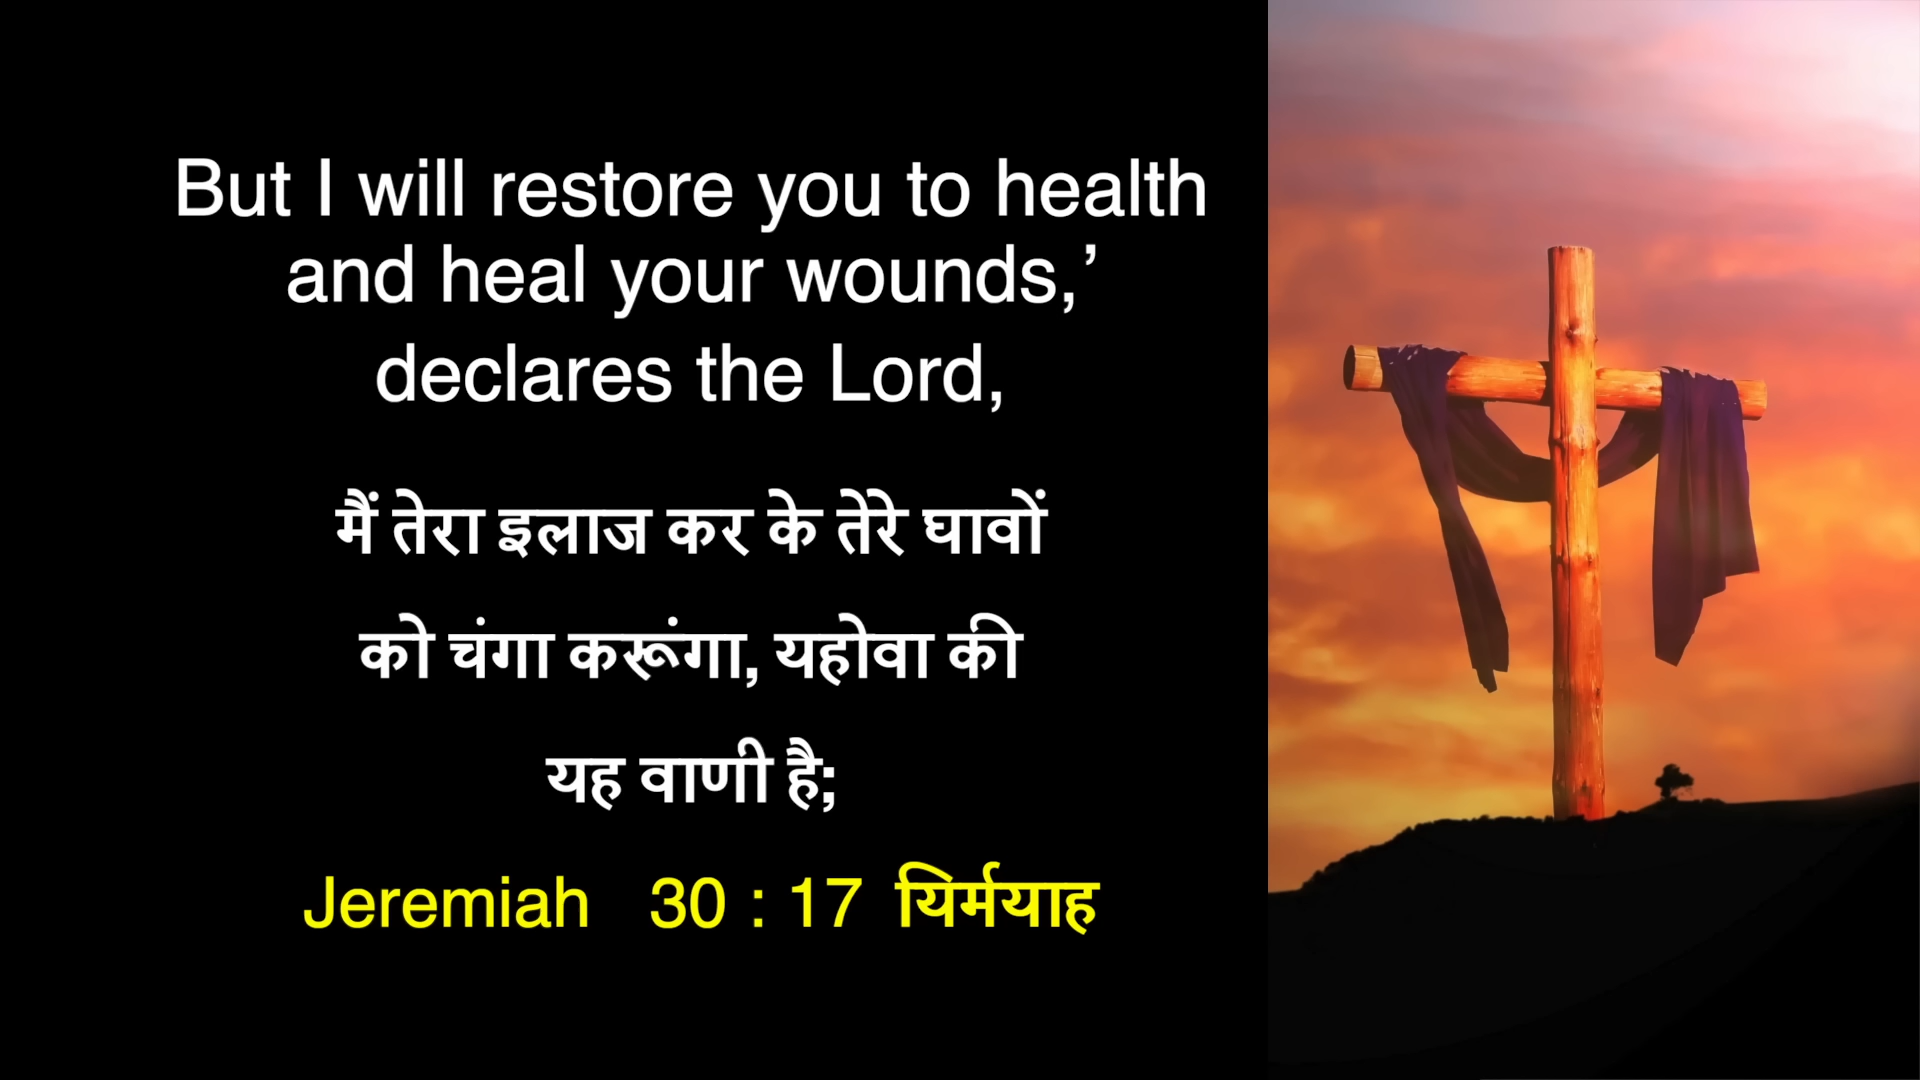 But I will restore you to health
and heal your wounds,’
declares the Lord,
मैं तेरा इलाज कर के तेरे घावों
को चंगा करूंगा, यहोवा की
यह वाणी है;
Jeremiah 30 : 17 यिर्मयाह